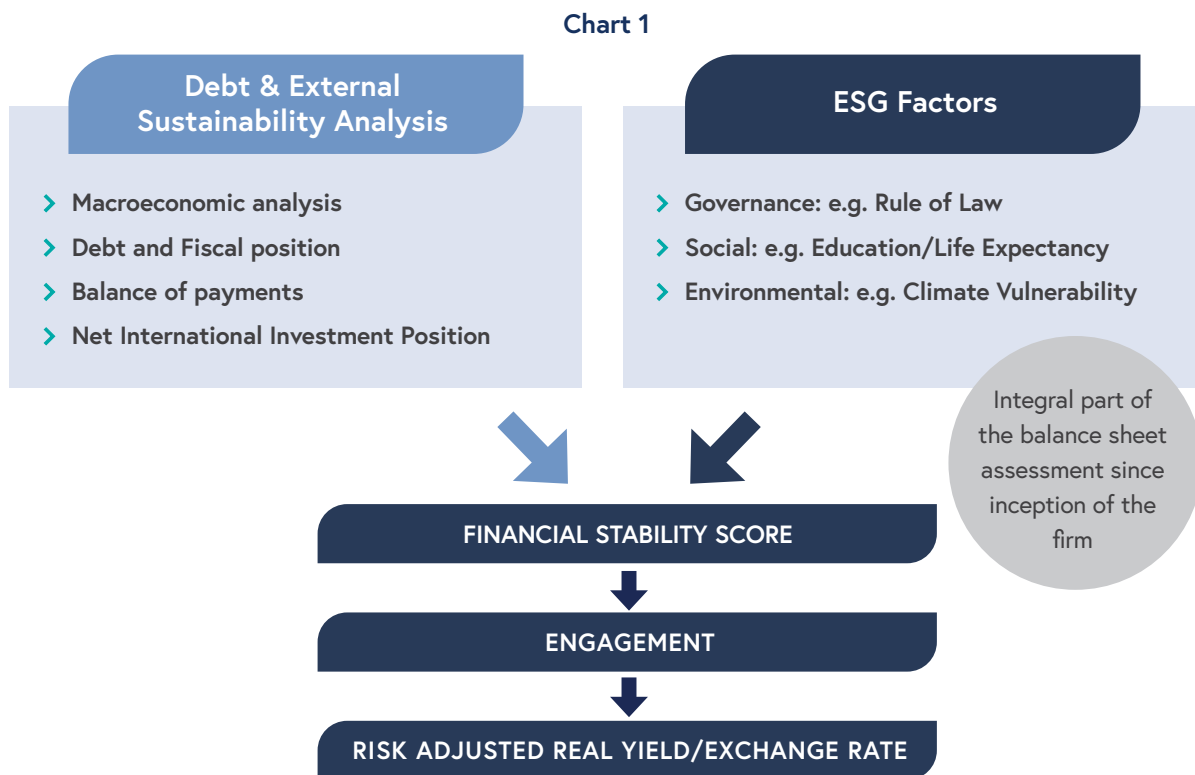 Chart 1
Debt & External
Sustainability Analysis
Macroeconomic analysis
Debt and Fiscal position
Balance of payments
Net International Investment Position
ESG Factors
Governance: e.g. Rule of Law
Social: e.g. Education/Life Expectancy
Environmental: e.g. Climate Vulnerability
Integral part of
the balance sheet
assessment since
inception of the
firm
FINANCIAL STABILITY SCORE
ENGAGEMENT
RISK ADJUSTED REAL YIELD/EXCHANGE RATE